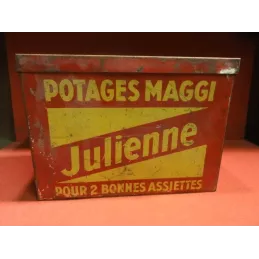 POTAGES MAGGI
Julienne
POUR 2 BONNES ASSIETTES